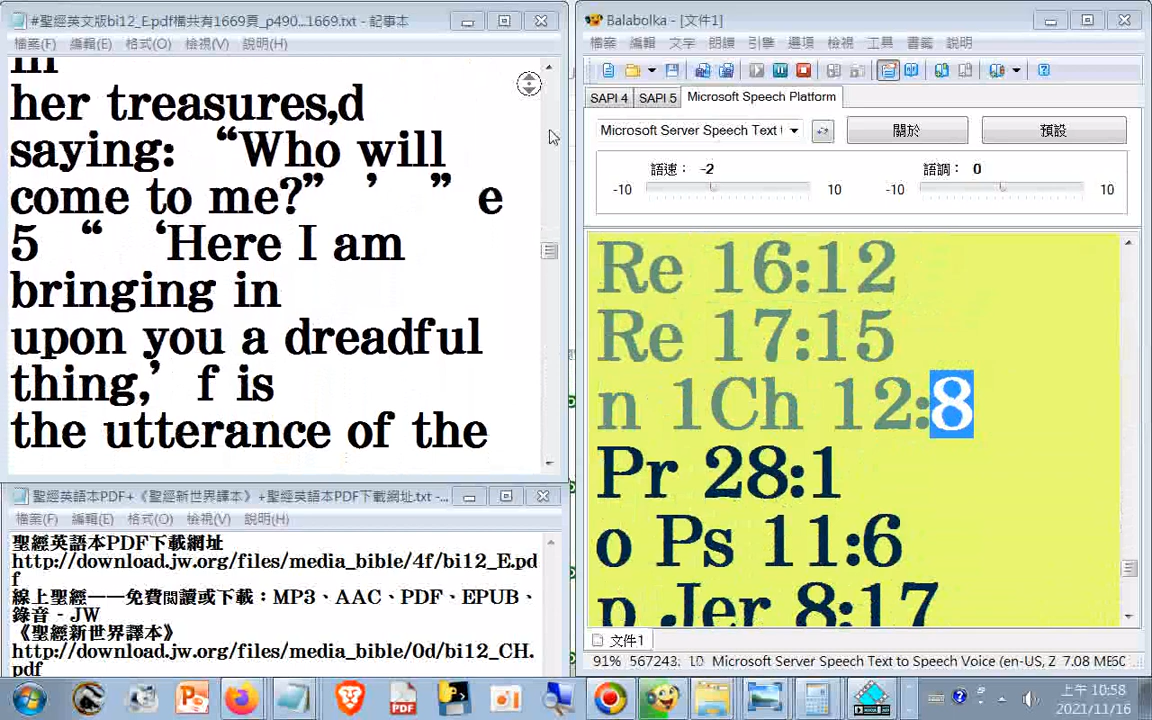 #聖經英文版bi12_E.pdf檔共有1669頁_p490...1669.txt - 記事本
檔案(F) 編輯(E) 格式(O) 檢視(V) 說明(H)
in
her treasures,d
saying: “Who will
come to me?” ’ ” e
5 “ ‘Here I am
bringing in
upon you a dreadful
thing,’ f is
the utterance of the
聖經英語本PDF+《聖經新世界譯本》+聖經英語本PDF下載網址.txt - ...
檔案(F) 編輯(E) 格式(O) 檢視(V) 說明(H)
聖經英語本PDF下載網址
http://download.jw.org/files/media_bible/4f/bi12_E.pd
f
線上聖經——免費閱讀或下載：MP3、AAC、PDF、EPUB、
錄音 - JW
《聖經新世界譯本》
http://download.jw.org/files/media_bible/0d/bi12_CH.
pdf
Balabolka - [文件1]
檔案 編輯 文字 朗讀 引擎 選項 檢視 工具 書籤 說明
SAPI 4 SAPI 5 Microsoft Speech Platform
Microsoft Server Speech Text t 關於 預設
語速： -2 語調： 0
-10 10 -10 10
Re 16:12
Re 17:15
n 1Ch 12:8
Pr 28:1
o Ps 11:6
p Jer 8:17
文件1
91% 567243. Microsoft Server Speech Text to Speech Voice (en-US, Z 7.08 ME
PDF
上午 10:58
2021/11/16